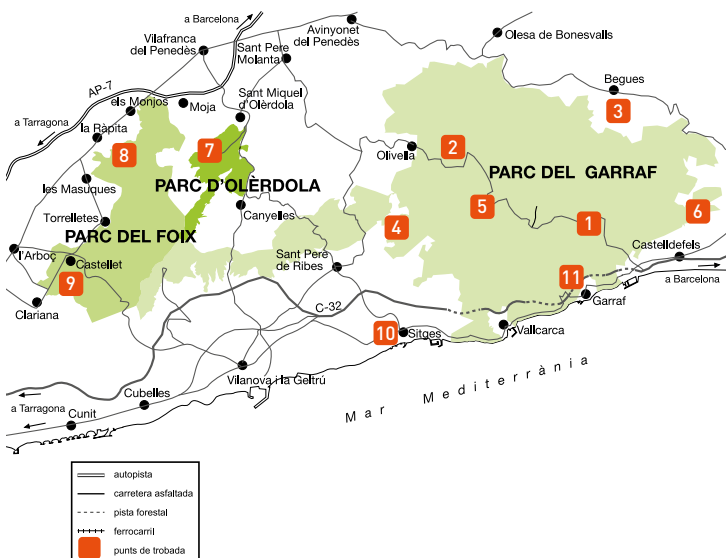 a Barcelona
Avinyonet
del Penedès
Olesa de Bonesvalls
Vilafranca
del Penedès
Sant Pere
Molanta
Begues
AP-7
els Monjos
Moja
Sant Miquel
d'Olèrdola
3
a Tarragona
la Ràpita
8
7
Olivella
2
PARC DEL GARRAF
les Masuques
PARC D'OLÈRDOLA
Torrelletes
Canyelles
5
6
4
1
PARC DEL FOIX
l'Arboç
Castellet
Sant Pere
de Ribes
Castelldefels
9
11
a Barcelona
Clariana
C-32
Garraf
10
Sitges
Vallcarca
Vilanova i la Geltrú
Mar Mediterrània
Cubelles
a Tarragona
Cunit
autopista
carretera asfaltada
pista forestal
ferrocarril
punts de trobada